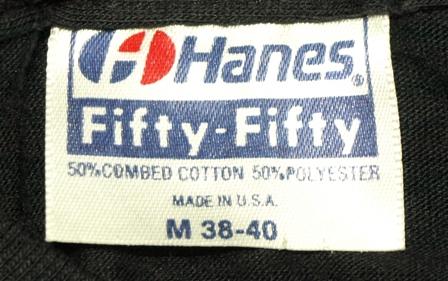 Hanes®
Fifty-Fifty
50% COMBED COTTON 50% POLYESTER
MADE IN U.S.A.
M 38-40